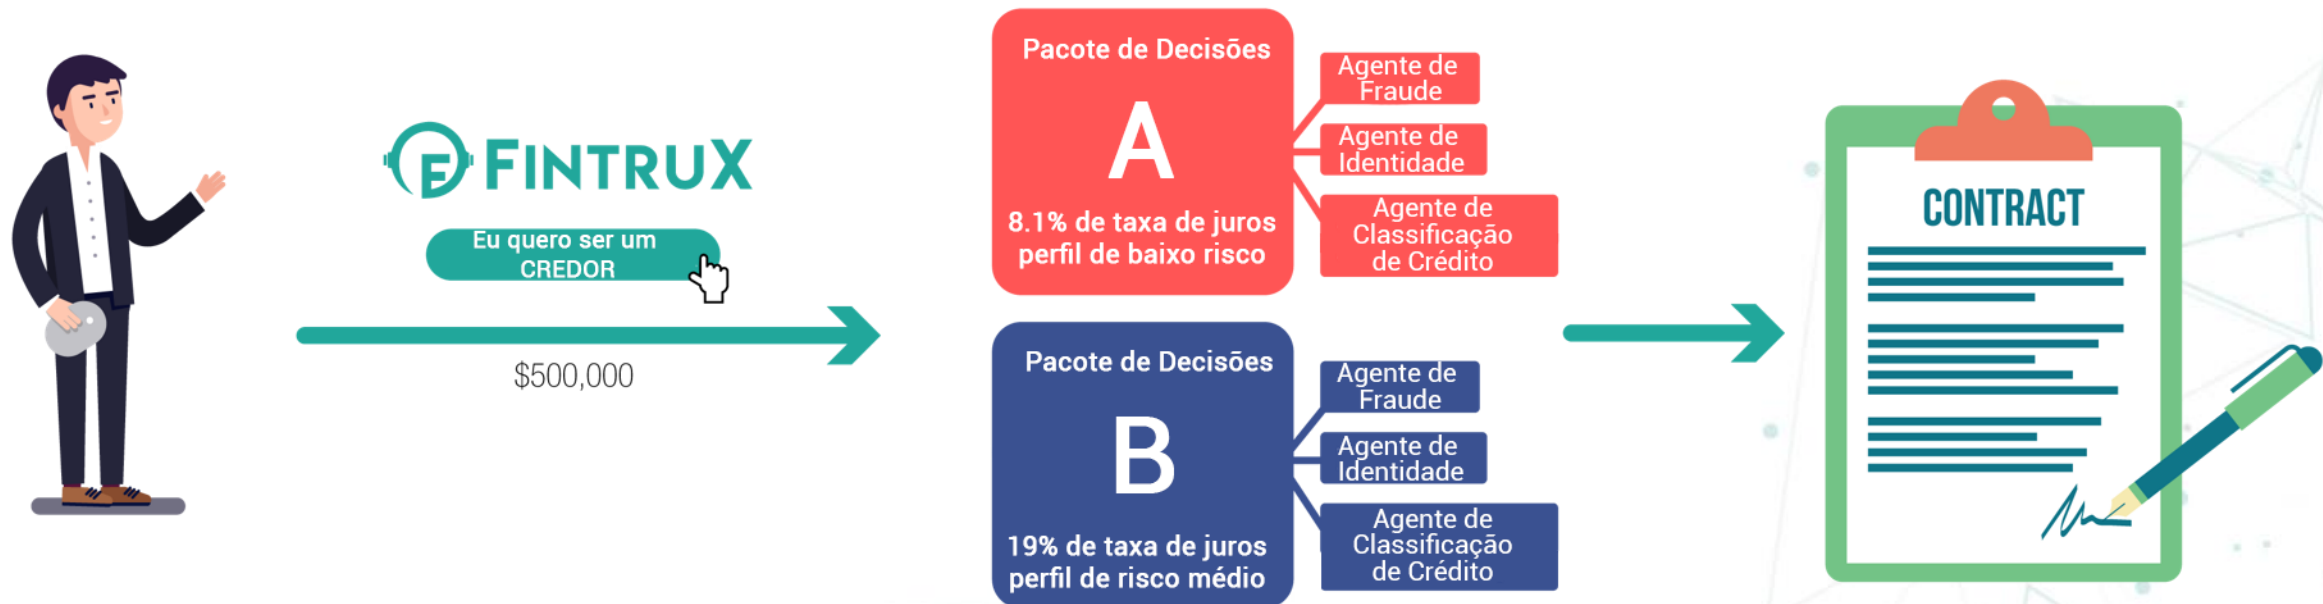 FINTRUX
Eu quero ser um
CREDOR
$500,000
Pacote de Decisões
A
8.1% de taxa de juros
perfil de baixo risco
Agente de
Fraude
Agente de
Identidade
Agente de
Classificação
de Crédito
Pacote de Decisões
B
19% de taxa de juros
perfil de risco médio
Agente de
Fraude
Agente de
Identidade
Agente de
Classificação
de Crédito
CONTRACT